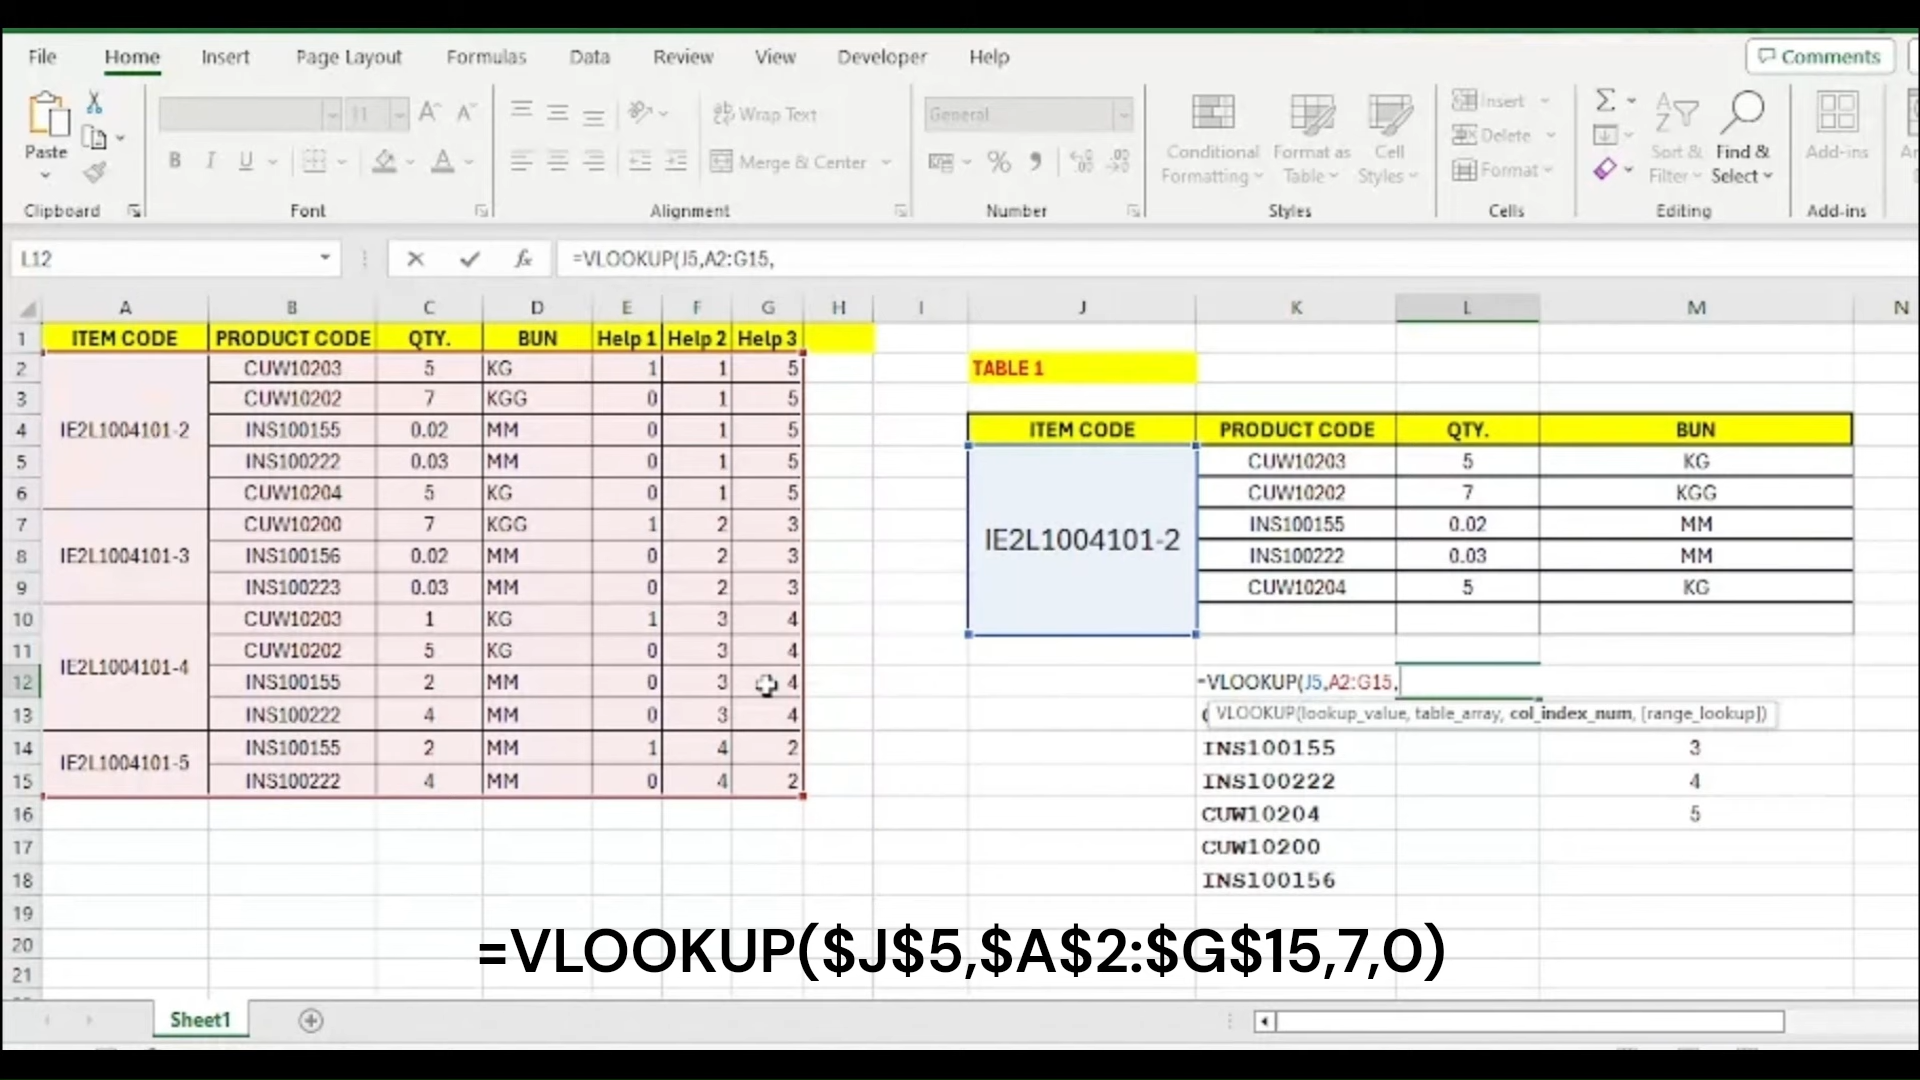 File Home Insert Page Layout Formulas Data Review View Developer Help Comments
Paste
11 Wrap Text General
B I U Merge & Center %
Conditional Formatting Format as Table Cell Styles
Insert
Delete
Format
Sort & Filter Find & Select Add-ins
Clipboard Font Alignment Number Styles Cells Editing Add-ins
L12 fx =VLOOKUP(J5,A2:G15,
A B C D E F G H I J K L M N
1 ITEM CODE PRODUCT CODE QTY. BUN Help 1 Help 2 Help 3
2 CUW10203 5 KG 1 1 5 TABLE 1
3 CUW10202 7 KGG 0 1 5
4 IE2L1004101-2 INS100155 0.02 MM 0 1 5 ITEM CODE PRODUCT CODE QTY. BUN
5 INS100222 0.03 MM 0 1 5 CUW10203 5 KG
6 CUW10204 5 KG 0 1 5 CUW10202 7 KGG
7 CUW10200 7 KGG 1 2 3 IE2L1004101-2 INS100155 0.02 MM
8 IE2L1004101-3 INS100156 0.02 MM 0 2 3 INS100222 0.03 MM
9 INS100223 0.03 MM 0 2 3 CUW10204 5 KG
10 CUW10203 1 KG 1 3 4
11 IE2L1004101-4 CUW10202 5 KG 0 3 4
12 INS100155 2 MM 0 3 4 =VLOOKUP(J5,A2:G15,
13 INS100222 4 MM 0 3 4 VLOOKUP(lookup_value, table_array, col_index_num, [range_lookup])
14 IE2L1004101-5 INS100155 2 MM 1 4 2 INS100155 3
15 INS100222 4 MM 0 4 2 INS100222 4
16 CUW10204 5
17 CUW10200
18 INS100156
19
20
21
=VLOOKUP($J$5,$A$2:$G$15,7,0)
Sheet1